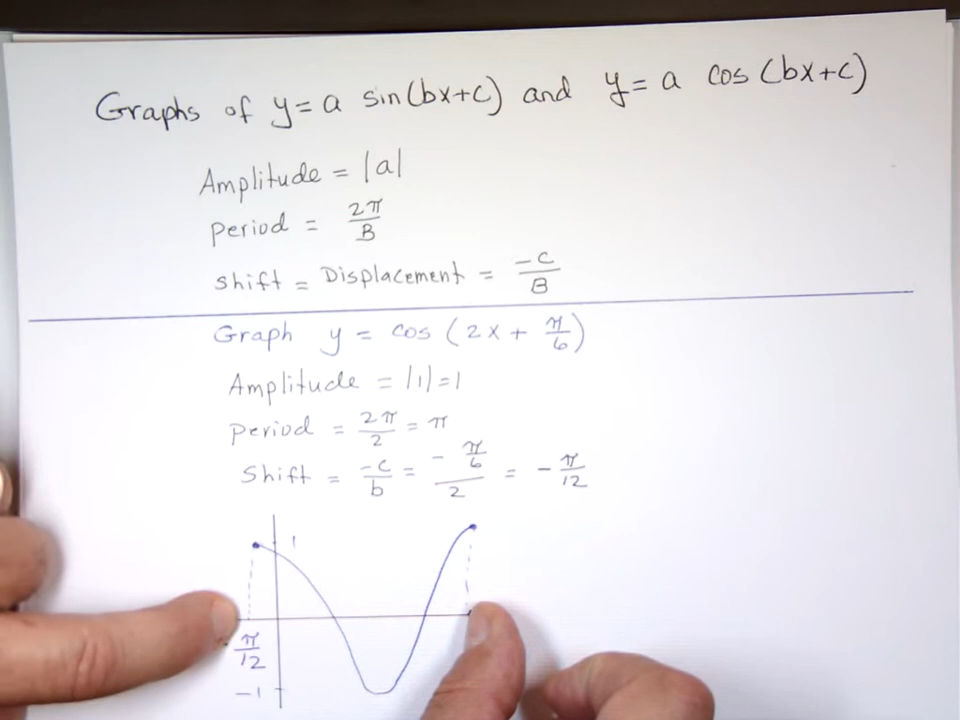 Graphs of y = a sin(bx+c) and y = a cos(bx+c)
Amplitude = |a|
period = 2π/B
shift = Displacement = -c/B
Graph y = cos(2x + π/6)
Amplitude = |1| = 1
period = 2π/2 = π
Shift = -c/b = -π/6/2 = -π/12
1
π/12
-1